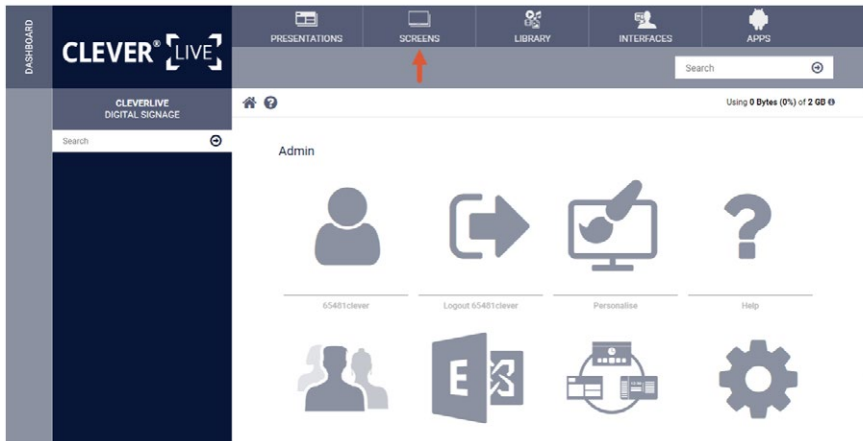 DASHBOARD
CLEVER® LIVE
PRESENTATIONS
SCREENS
LIBRARY
INTERFACES
APPS
Search
CLEVERLIVE
DIGITAL SIGNAGE
Search
Using 0 Bytes (0%) of 2 GB
Admin
65481clever
Logout 65481clever
Personalise
Help
E